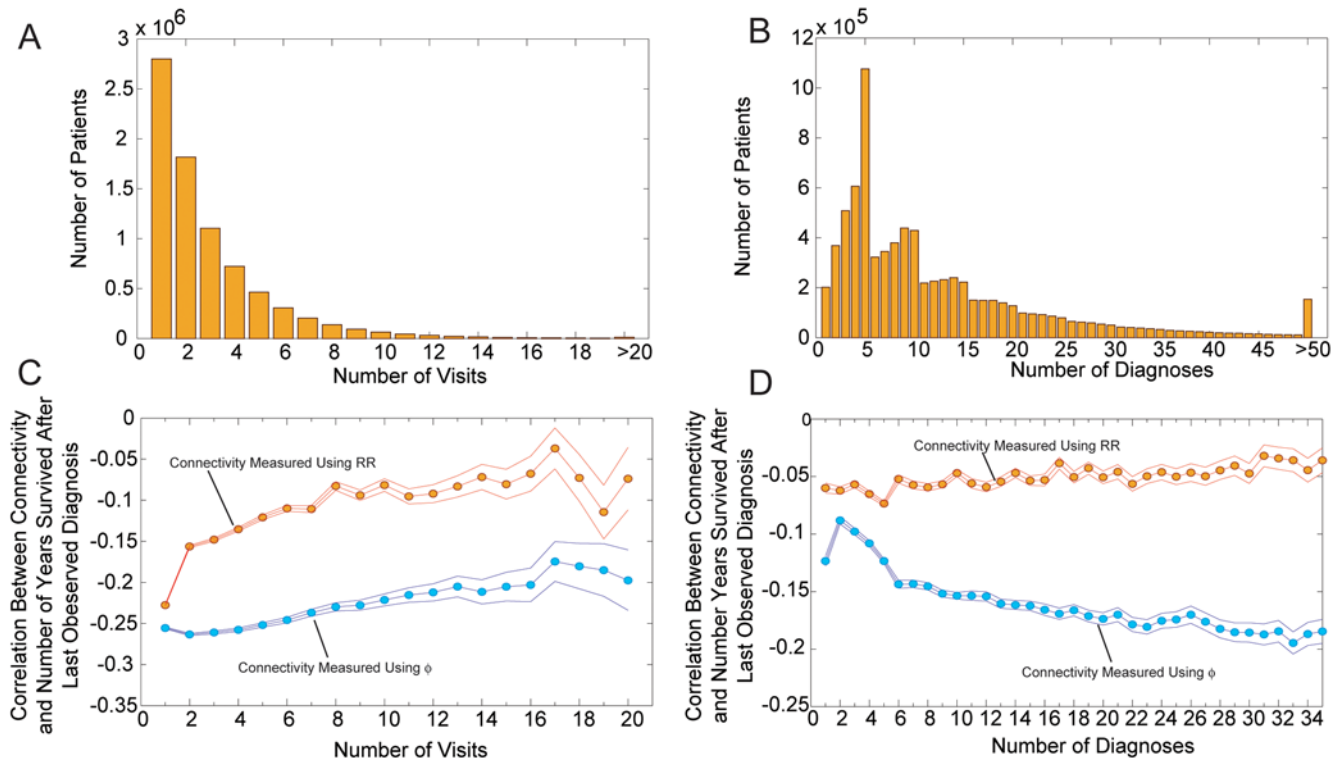 A
3 x 10^6
2.5
2
1.5
1
0.5
0
Number of Patients
0 2 4 6 8 10 12 14 16 18 >20
Number of Visits
B
12 x 10^5
10
8
6
4
2
0
Number of Patients
0 5 10 15 20 25 30 35 40 45 >50
Number of Diagnoses
C
0
-0.05
-0.1
-0.15
-0.2
-0.25
-0.3
-0.35
Correlation Between Connectivity
and Number of Years Survived After
Last Obeserved Diagnosis
Connectivity Measured Using RR
Connectivity Measured Using ϕ
0 2 4 6 8 10 12 14 16 18 20
Number of Visits
D
0
-0.05
-0.1
-0.15
-0.2
-0.25
Correlation Between Connectivity
and Number Years Survived After
Last Observed Diagnosis
Connectivity Measured Using RR
Connectivity Measured Using ϕ
0 2 4 6 8 10 12 14 16 18 20 22 24 26 28 30 32 34
Number of Diagnoses